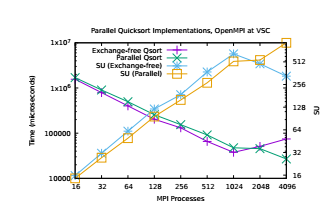 Parallel Quicksort Implementations, OpenMPI at VSC
Exchange-free Qsort
Parallel Qsort
SU (Exchange-free)
SU (Parallel)
1x10^7
1x10^6
100000
10000
Time (microseconds)
512
256
128
64
32
16
SU
16 32 64 128 256 512 1024 2048 4096
MPI Processes